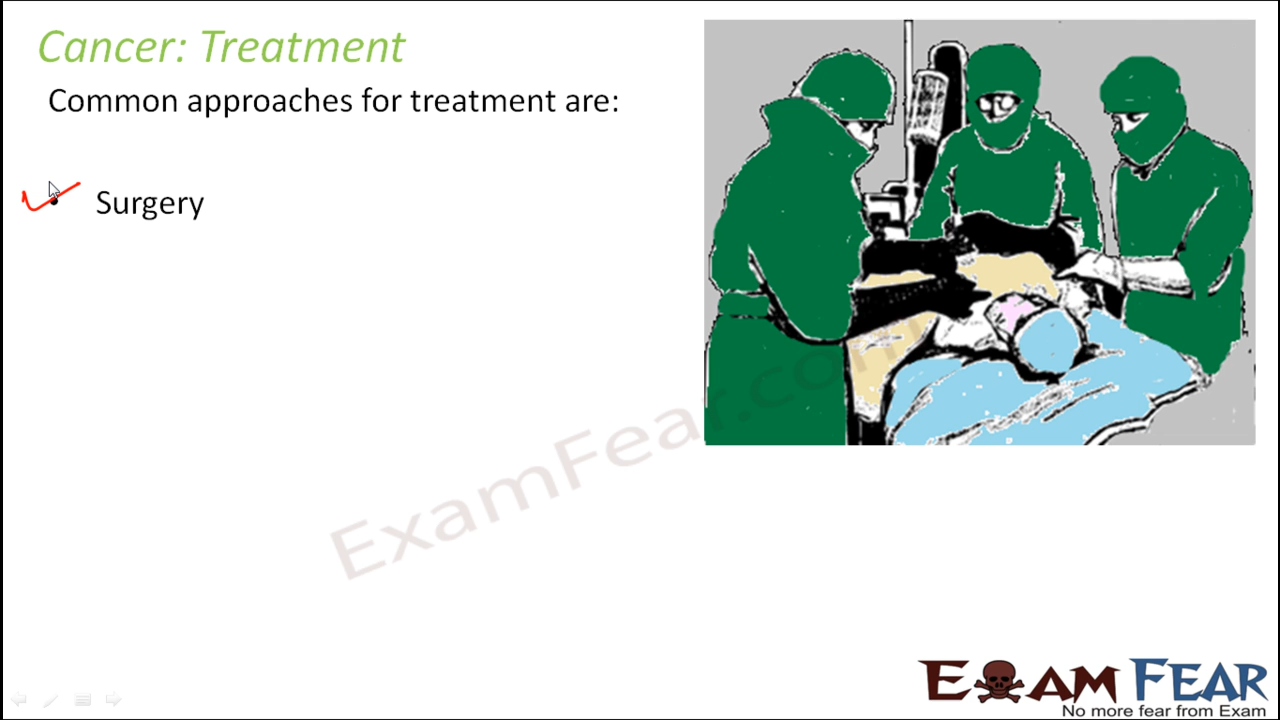 Cancer: Treatment
Common approaches for treatment are:
• Surgery
ExamFear.com
EXAM FEAR
No more fear from Exam